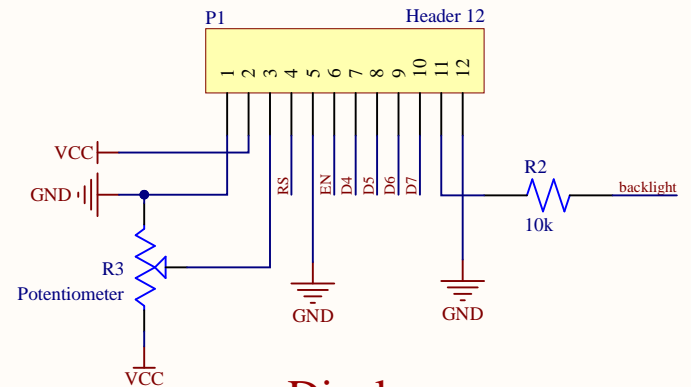 P1
Header 12
1
2
3
4
5
6
7
8
9
10
11
12
VCC
GND
RS
EN
D4
D5
D6
D7
R2
backlight
10k
R3
Potentiometer
GND
GND
VCC